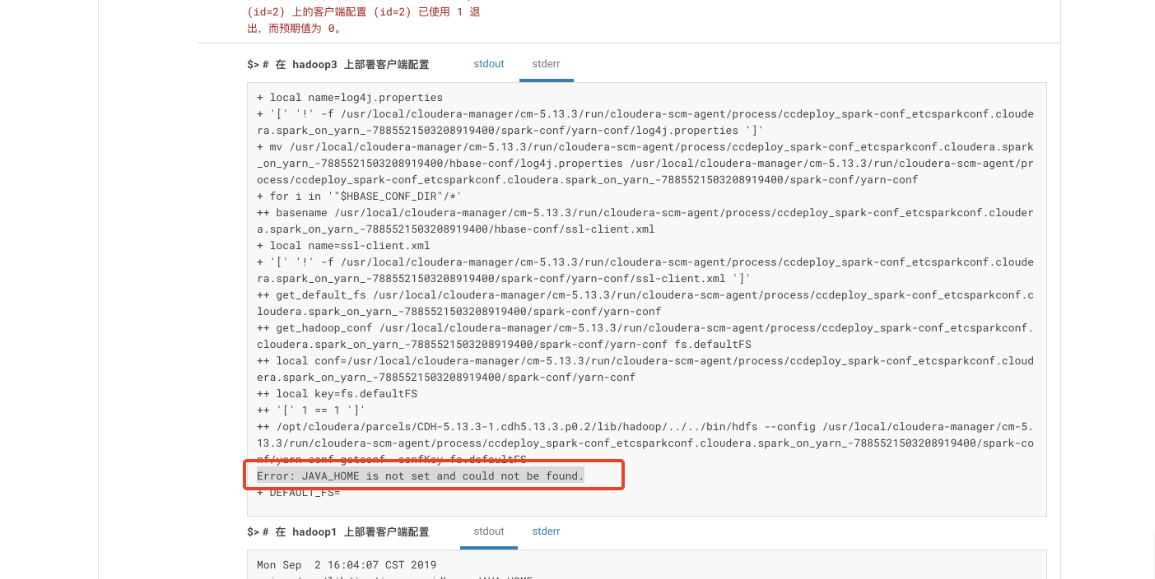 (id=2) 上的客户端配置 (id=2) 已使用 1 退
出，而预期值为 0。
$> # 在 hadoop3 上部署客户端配置 stdout stderr
+ local name=log4j.properties
+ '[' '!' -f /usr/local/cloudera-manager/cm-5.13.3/run/cloudera-scm-agent/process/ccdeploy_spark-conf_etcsparkconf.cloude
ra.spark_on_yarn_-7885521503208919400/spark-conf/yarn-conf/log4j.properties ']'
+ mv /usr/local/cloudera-manager/cm-5.13.3/run/cloudera-scm-agent/process/ccdeploy_spark-conf_etcsparkconf.cloudera.spark
_on_yarn_-7885521503208919400/hbase-conf/log4j.properties /usr/local/cloudera-manager/cm-5.13.3/run/cloudera-scm-agent/pr
ocess/ccdeploy_spark-conf_etcsparkconf.cloudera.spark_on_yarn_-7885521503208919400/spark-conf/yarn-conf
+ for i in '"$HBASE_CONF_DIR"/*'
++ basename /usr/local/cloudera-manager/cm-5.13.3/run/cloudera-scm-agent/process/ccdeploy_spark-conf_etcsparkconf.clouder
a.spark_on_yarn_-7885521503208919400/hbase-conf/ssl-client.xml
+ local name=ssl-client.xml
+ '[' '!' -f /usr/local/cloudera-manager/cm-5.13.3/run/cloudera-scm-agent/process/ccdeploy_spark-conf_etcsparkconf.cloude
ra.spark_on_yarn_-7885521503208919400/spark-conf/yarn-conf/ssl-client.xml ']'
++ get_default_fs /usr/local/cloudera-manager/cm-5.13.3/run/cloudera-scm-agent/process/ccdeploy_spark-conf_etcsparkconf.c
loudera.spark_on_yarn_-7885521503208919400/spark-conf/yarn-conf
++ get_hadoop_conf /usr/local/cloudera-manager/cm-5.13.3/run/cloudera-scm-agent/process/ccdeploy_spark-conf_etcsparkconf.
cloudera.spark_on_yarn_-7885521503208919400/spark-conf/yarn-conf fs.defaultFS
++ local conf=/usr/local/cloudera-manager/cm-5.13.3/run/cloudera-scm-agent/process/ccdeploy_spark-conf_etcsparkconf.cloud
era.spark_on_yarn_-7885521503208919400/spark-conf/yarn-conf
++ local key=fs.defaultFS
++ '[' 1 == 1 ']'
++ /opt/cloudera/parcels/CDH-5.13.3-1.cdh5.13.3.p0.2/lib/hadoop/../../bin/hdfs --config /usr/local/cloudera-manager/cm-5.
13.3/run/cloudera-scm-agent/process/ccdeploy_spark-conf_etcsparkconf.cloudera.spark_on_yarn_-7885521503208919400/spark-co
nf/yarn-conf getconf -confKey fs.defaultFS
Error: JAVA_HOME is not set and could not be found.
+ DEFAULT_FS=
$> # 在 hadoop1 上部署客户端配置 stdout stderr
Mon Sep  2 16:04:07 CST 2019